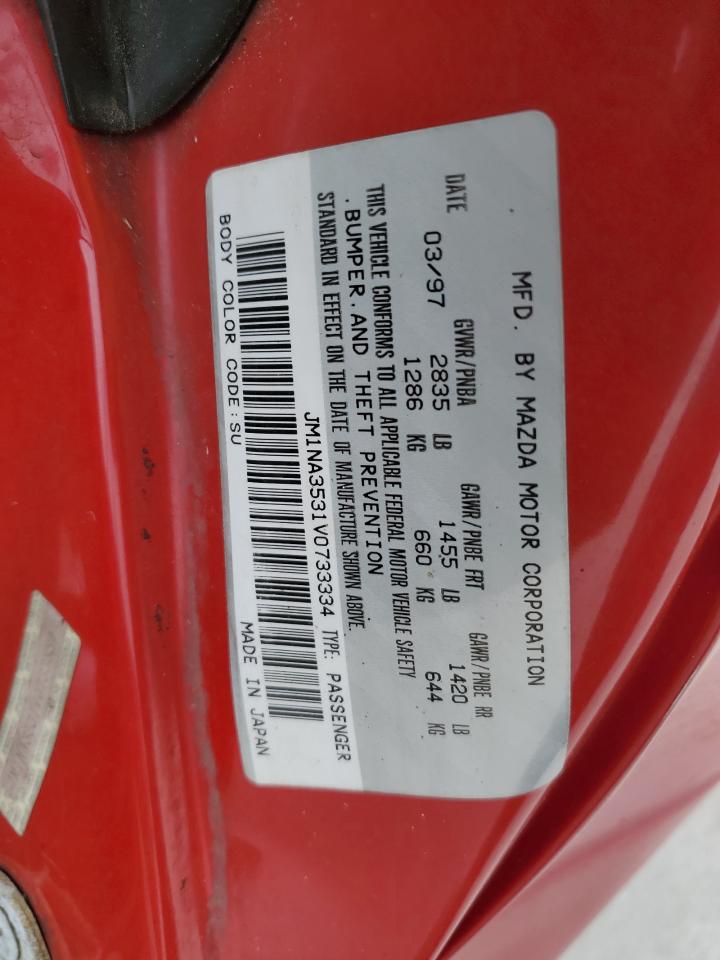 MFD. BY MAZDA MOTOR CORPORATION
DATE GVWR/PNBA GAWR/PNBE FRT GAWR/PNBE RR
03/97 2835 LB 1455 LB 1420 LB
1286 KG 660 KG 644 KG
THIS VEHICLE CONFORMS TO ALL APPLICABLE FEDERAL MOTOR VEHICLE SAFETY
.BUMPER.AND THEFT PREVENTION
STANDARD IN EFFECT ON THE DATE OF MANUFACTURE SHOWN ABOVE.
JM1NA3531V0733334 TYPE: PASSENGER
BODY COLOR CODE:SU MADE IN JAPAN